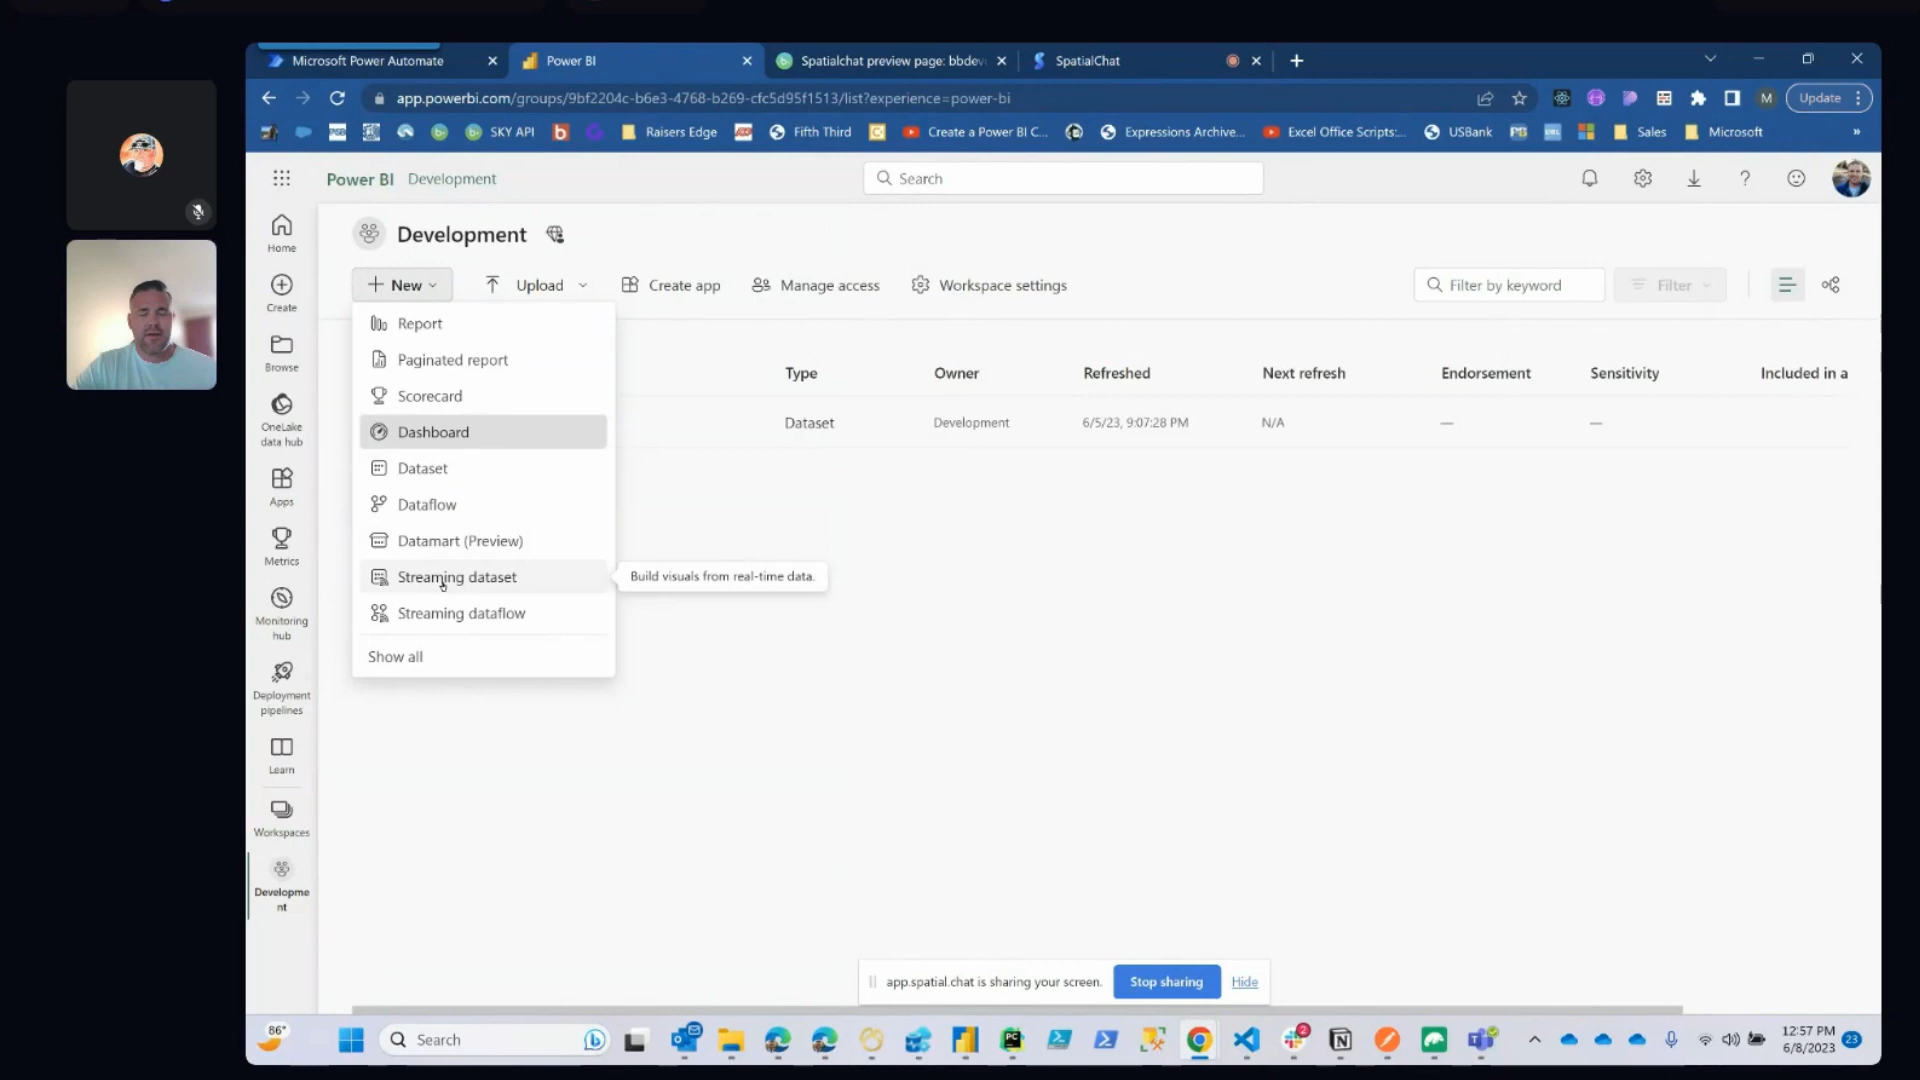 Microsoft Power Automate
Power BI
Spatialchat preview page: bbdev
SpatialChat
app.powerbi.com/groups/9bf2204c-b6e3-4768-b269-cfc5d95f1513/list?experience=power-bi
M
Update
SKY API
Raisers Edge
Fifth Third
Create a Power BI C...
Expressions Archive...
Excel Office Scripts:...
USBank
Sales
Microsoft
»
Power BI Development
Search
Home
Create
Browse
OneLake
data hub
Apps
Metrics
Monitoring
hub
Deployment
pipelines
Learn
Workspaces
Developme
nt
Development
New
Upload
Create app
Manage access
Workspace settings
Filter by keyword
Filter
Report
Paginated report
Scorecard
Dashboard
Dataset
Dataflow
Datamart (Preview)
Streaming dataset
Streaming dataflow
Show all
Build visuals from real-time data.
Type Owner Refreshed Next refresh Endorsement Sensitivity Included in a
Dataset Development 6/5/23, 9:07:28 PM N/A — —
app.spatial.chat is sharing your screen.
Stop sharing
Hide
86°
Search
2
12:57 PM
6/8/2023
23